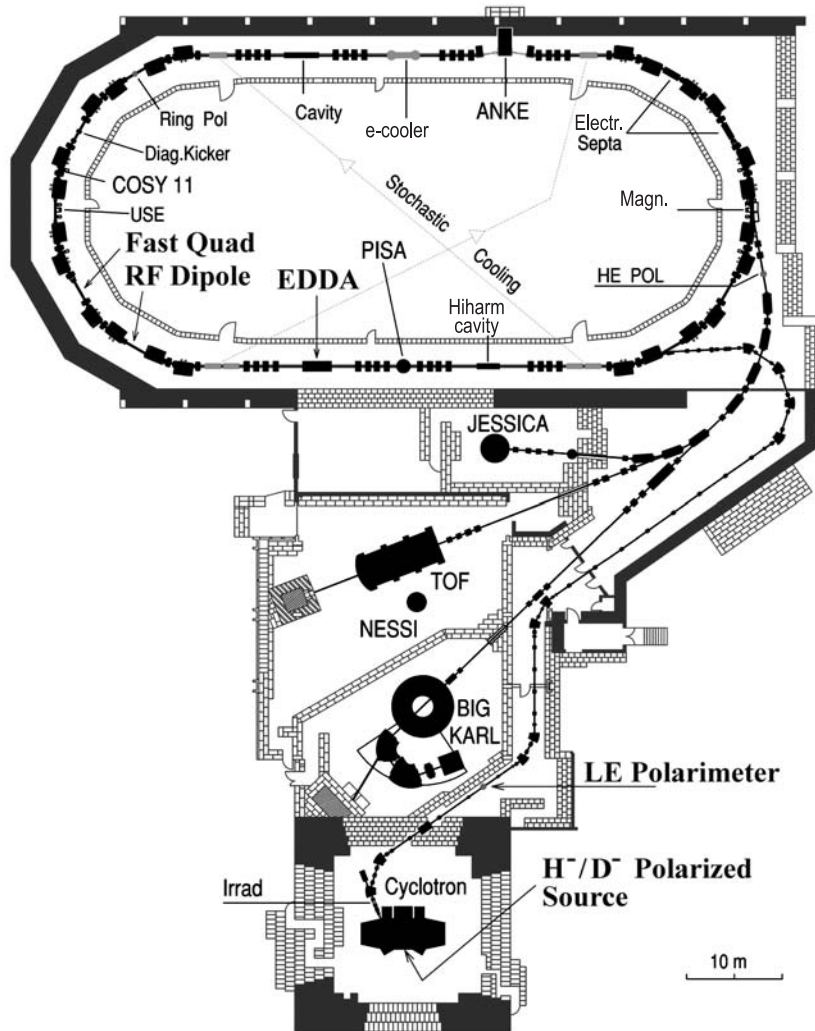 Ring Pol
Cavity
e-cooler
ANKE
Electr.
Septa
Diag.Kicker
COSY 11
USE
Stochastic
Cooling
Magn.
Fast Quad
RF Dipole
EDDA
PISA
Hiharm
cavity
HE POL
JESSICA
TOF
NESSI
BIG
KARL
LE Polarimeter
H⁻/D⁻ Polarized
Source
Irrad
Cyclotron
10 m